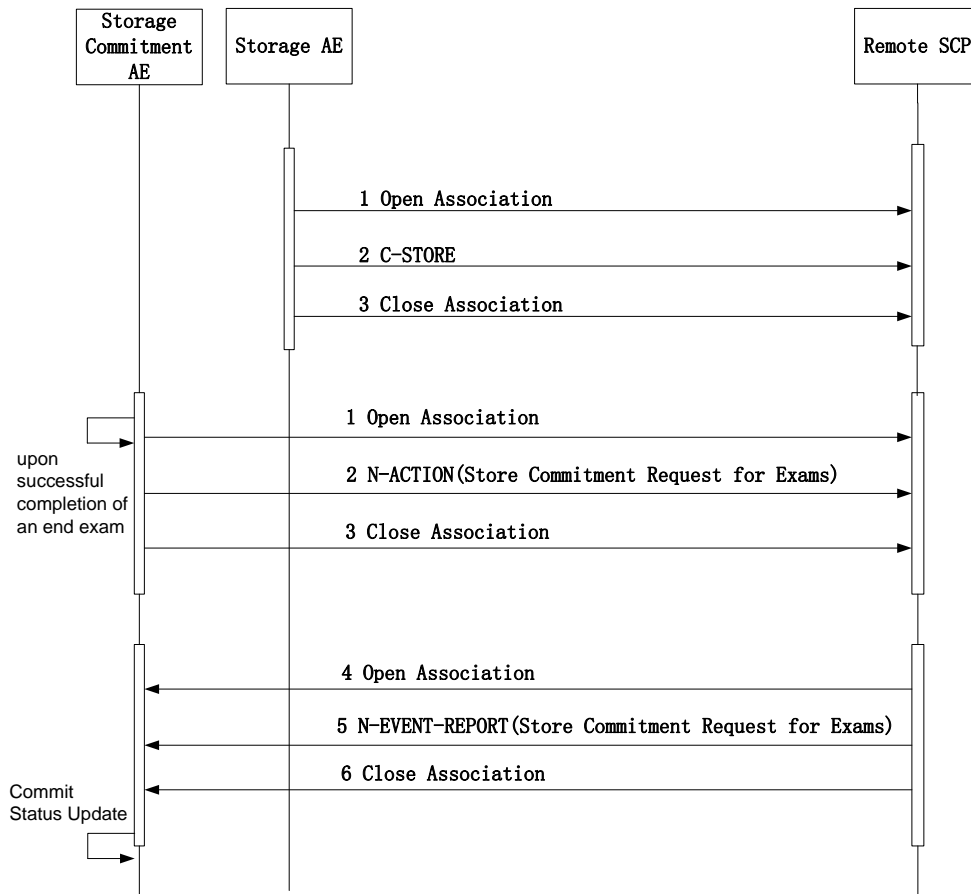 Storage
Commitment
AE
Storage AE
Remote SCP
1 Open Association
2 C-STORE
3 Close Association
1 Open Association
upon
successful
completion of
an end exam
2 N-ACTION(Store Commitment Request for Exams)
3 Close Association
4 Open Association
5 N-EVENT-REPORT(Store Commitment Request for Exams)
6 Close Association
Commit
Status Update